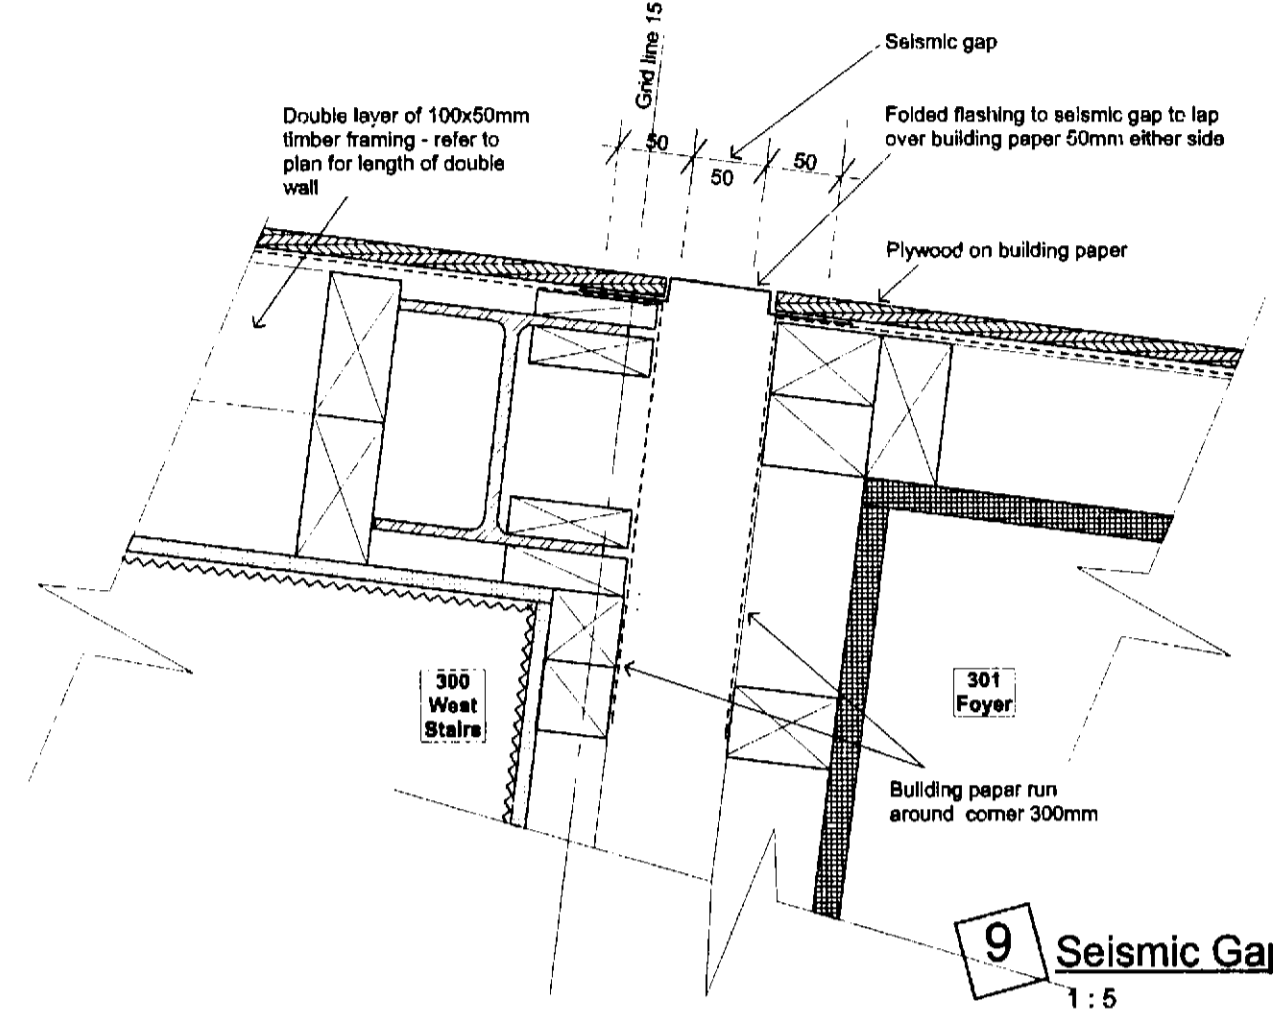 Grid line 15
Seismic gap
Double layer of 100x50mm
timber framing - refer to
plan for length of double
wall
Folded flashing to seismic gap to lap
over building paper 50mm either side
50
50
50
Plywood on building paper
300
West
Stairs
301
Foyer
Building paper run
around corner 300mm
9
Seismic Gap
1 : 5